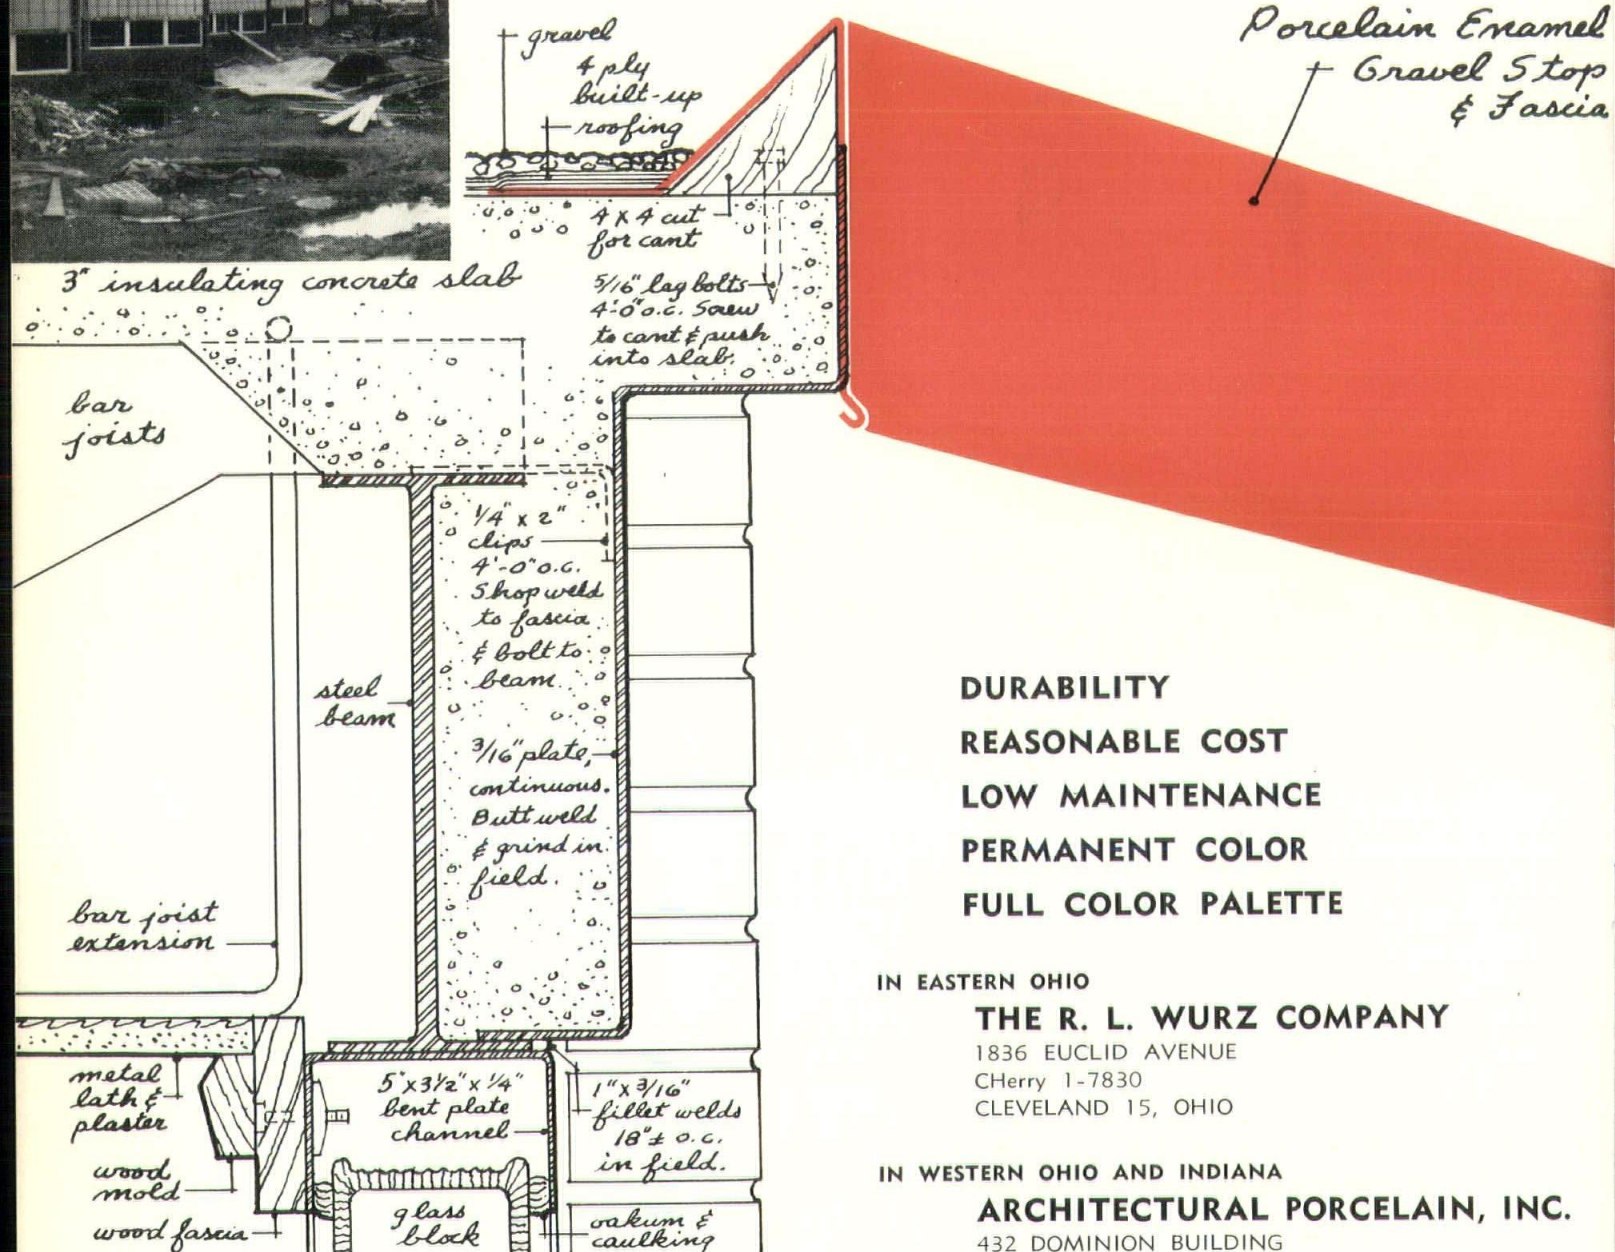 Porcelain Enamel
Gravel Stop
& Fascia
gravel
4 ply
built-up
roofing
4 x 4 cut
for cant
5/16" lag bolts
4'-0" o.c. Screw
to cant & push
into slab.
3" insulating concrete slab
bar
joists
1/4" x 2"
clips
4'-0" o.c.
Shop weld
to fascia
& bolt to
beam.
steel
beam
3/16" plate,
continuous.
Butt weld
& grind in
field.
bar joist
extension
metal
lath &
plaster
wood
mold
wood fascia
5" x 3 1/2" x 1/4"
bent plate
channel
glass
block
1" x 3/16"
fillet welds
18" ± o.c.
in field.
oakum &
caulking
DURABILITY
REASONABLE COST
LOW MAINTENANCE
PERMANENT COLOR
FULL COLOR PALETTE
IN EASTERN OHIO
THE R. L. WURZ COMPANY
1836 EUCLID AVENUE
CHerry 1-7830
CLEVELAND 15, OHIO
IN WESTERN OHIO AND INDIANA
ARCHITECTURAL PORCELAIN, INC.
432 DOMINION BUILDING